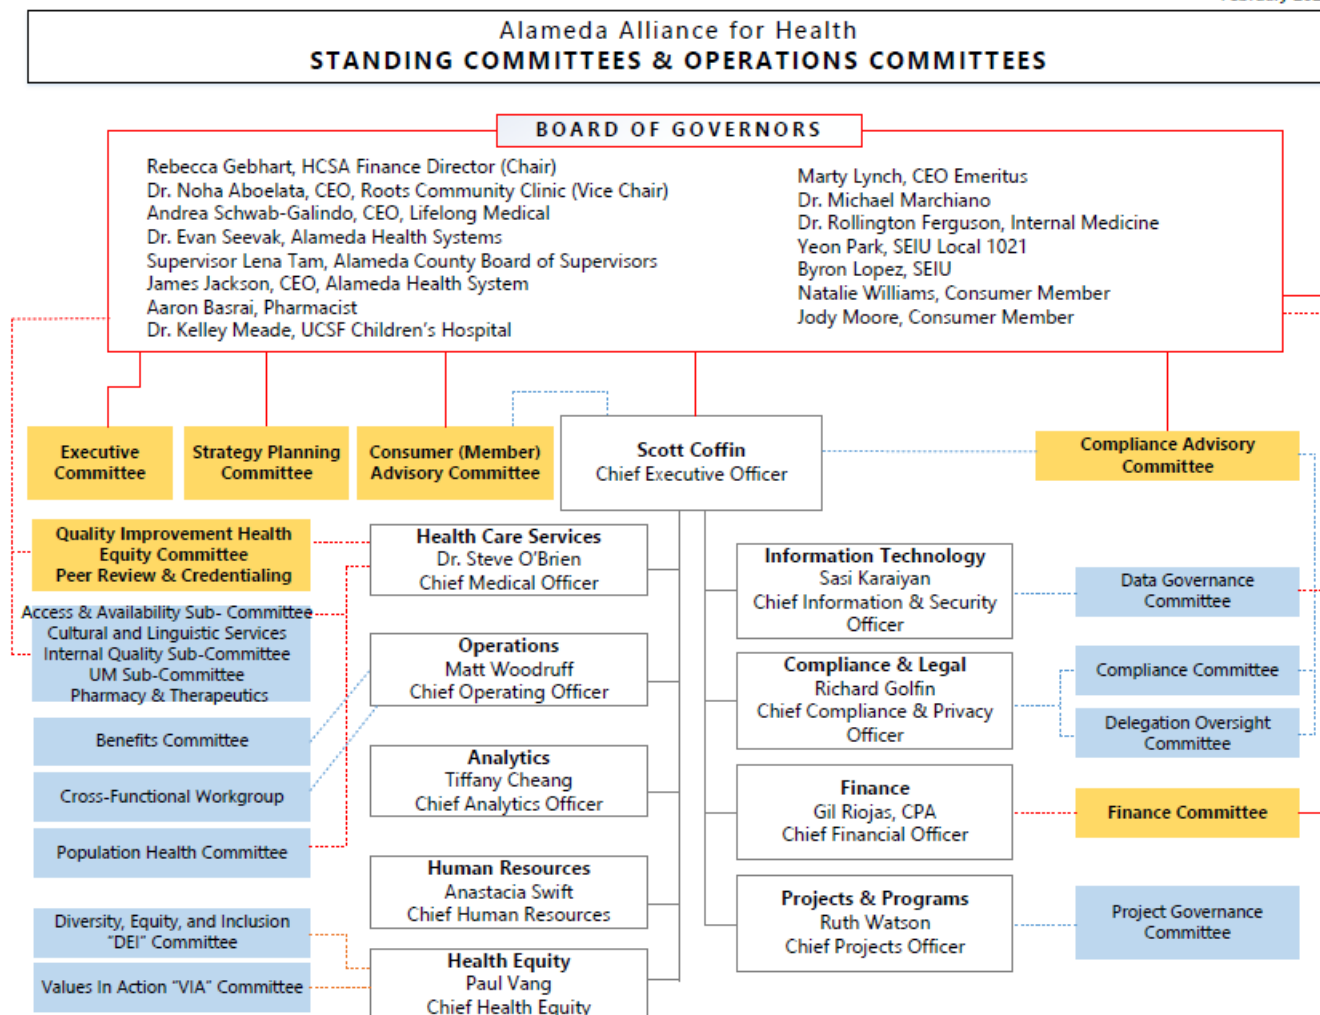 Alameda Alliance for Health
STANDING COMMITTEES & OPERATIONS COMMITTEES
BOARD OF GOVERNORS
Rebecca Gebhart, HCSA Finance Director (Chair)
Dr. Noha Aboelata, CEO, Roots Community Clinic (Vice Chair)
Andrea Schwab-Galindo, CEO, Lifelong Medical
Dr. Evan Seevak, Alameda Health Systems
Supervisor Lena Tam, Alameda County Board of Supervisors
James Jackson, CEO, Alameda Health System
Aaron Basrai, Pharmacist
Dr. Kelley Meade, UCSF Children's Hospital
Marty Lynch, CEO Emeritus
Dr. Michael Marchiano
Dr. Rollington Ferguson, Internal Medicine
Yeon Park, SEIU Local 1021
Byron Lopez, SEIU
Natalie Williams, Consumer Member
Jody Moore, Consumer Member
Executive
Committee
Strategy Planning
Committee
Consumer (Member)
Advisory Committee
Scott Coffin
Chief Executive Officer
Compliance Advisory
Committee
Quality Improvement Health
Equity Committee
Peer Review & Credentialing
Access & Availability Sub- Committee
Cultural and Linguistic Services
Internal Quality Sub-Committee
UM Sub-Committee
Pharmacy & Therapeutics
Benefits Committee
Cross-Functional Workgroup
Population Health Committee
Diversity, Equity, and Inclusion
"DEI" Committee
Values In Action "VIA" Committee
Health Care Services
Dr. Steve O'Brien
Chief Medical Officer
Operations
Matt Woodruff
Chief Operating Officer
Analytics
Tiffany Cheang
Chief Analytics Officer
Human Resources
Anastacia Swift
Chief Human Resources
Health Equity
Paul Vang
Chief Health Equity
Information Technology
Sasi Karaiyan
Chief Information & Security
Officer
Compliance & Legal
Richard Golfin
Chief Compliance & Privacy
Officer
Finance
Gil Riojas, CPA
Chief Financial Officer
Projects & Programs
Ruth Watson
Chief Projects Officer
Data Governance
Committee
Compliance Committee
Delegation Oversight
Committee
Finance Committee
Project Governance
Committee